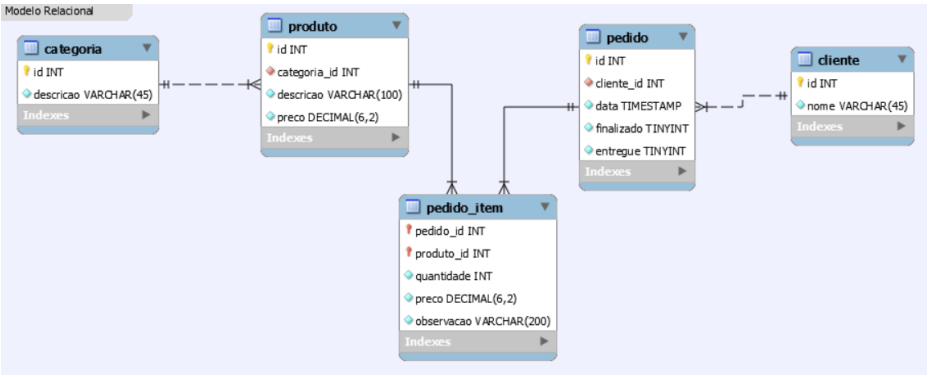 Modelo Relacional
categoria
id INT
descricao VARCHAR(45)
Indexes
produto
id INT
categoria_id INT
descricao VARCHAR(100)
preco DECIMAL(6,2)
Indexes
pedido
id INT
cliente_id INT
data TIMESTAMP
finalizado TINYINT
entregue TINYINT
Indexes
cliente
id INT
nome VARCHAR(45)
Indexes
pedido_item
pedido_id INT
produto_id INT
quantidade INT
preco DECIMAL(6,2)
observacao VARCHAR(200)
Indexes